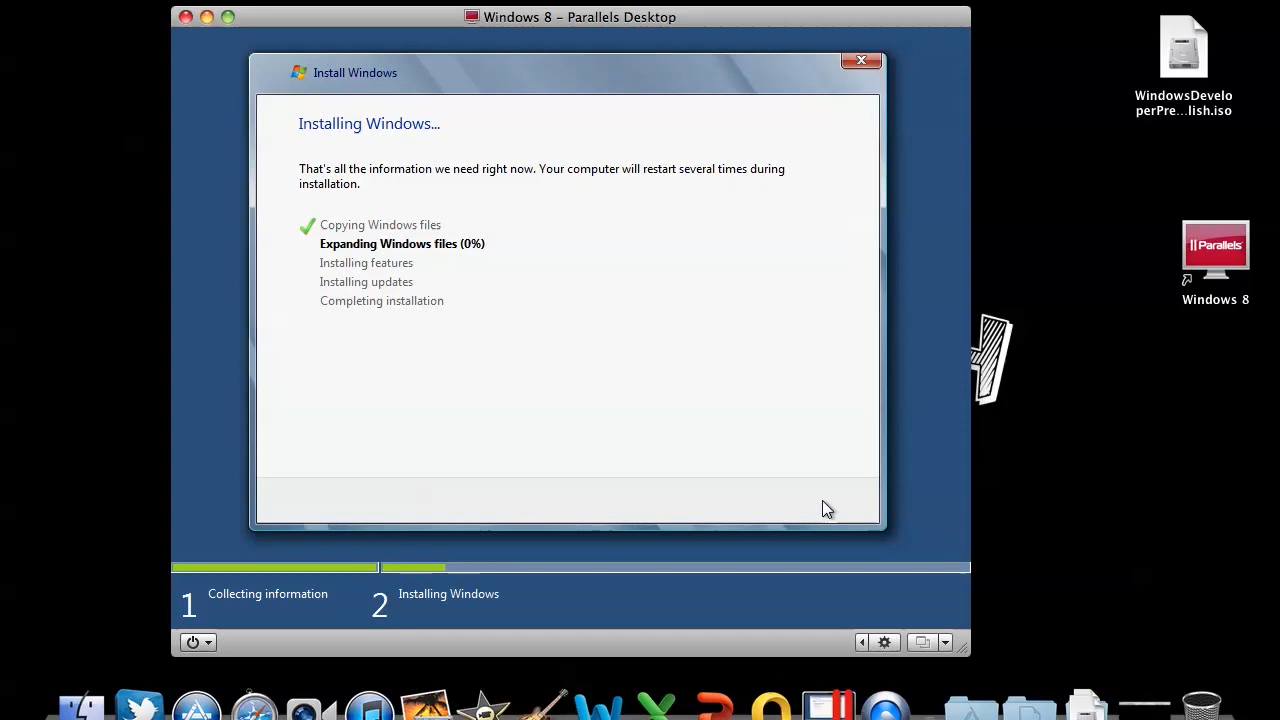 Windows 8 – Parallels Desktop
Install Windows
Installing Windows...
That's all the information we need right now. Your computer will restart several times during
installation.
Copying Windows files
Expanding Windows files (0%)
Installing features
Installing updates
Completing installation
1 Collecting information
2 Installing Windows
WindowsDevelo
perPre...lish.iso
Parallels
Windows 8